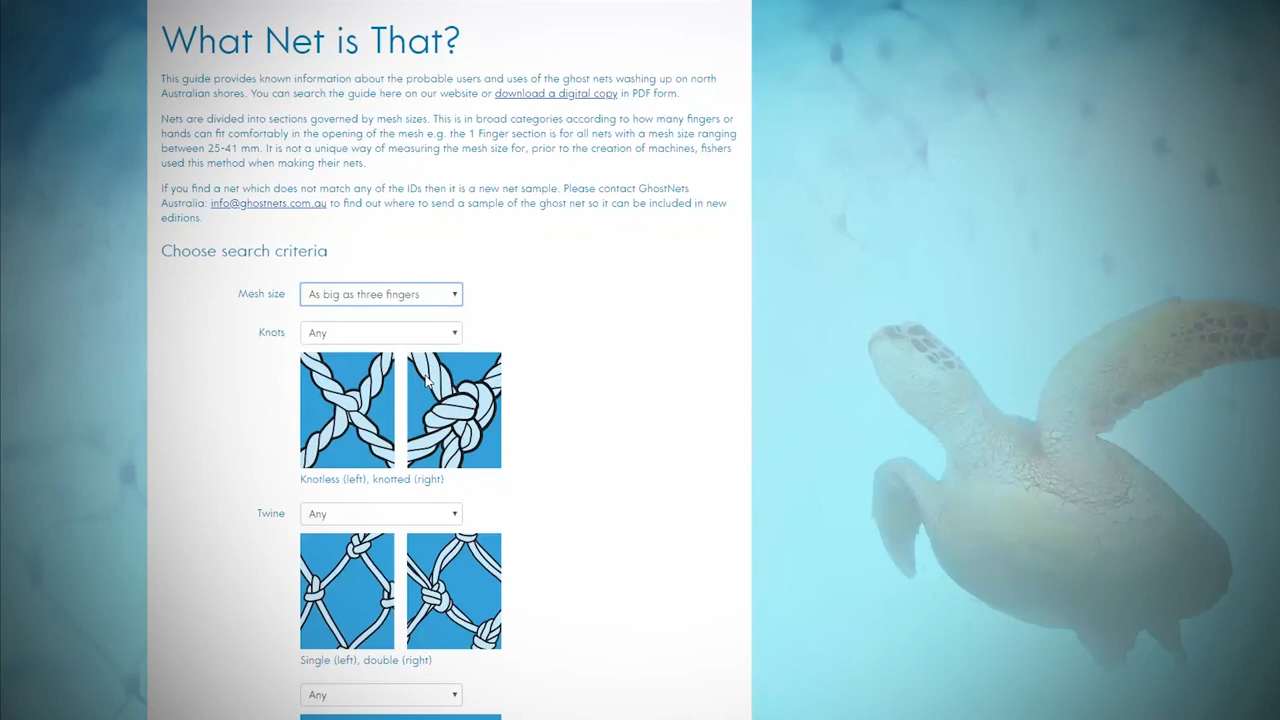 What Net is That?
This guide provides known information about the probable users and uses of the ghost nets washing up on north
Australian shores. You can search the guide here on our website or download a digital copy in PDF form.
Nets are divided into sections governed by mesh sizes. This is in broad categories according to how many fingers or
hands can fit comfortably in the opening of the mesh e.g. the 1 Finger section is for all nets with a mesh size ranging
between 25-41 mm. It is not a unique way of measuring the mesh size for, prior to the creation of machines, fishers
used this method when making their nets.
If you find a net which does not match any of the IDs then it is a new net sample. Please contact GhostNets
Australia: info@ghostnets.com.au to find out where to send a sample of the ghost net so it can be included in new
editions.
Choose search criteria
Mesh size As big as three fingers
Knots Any
Knotless (left), knotted (right)
Twine Any
Single (left), double (right)
Any